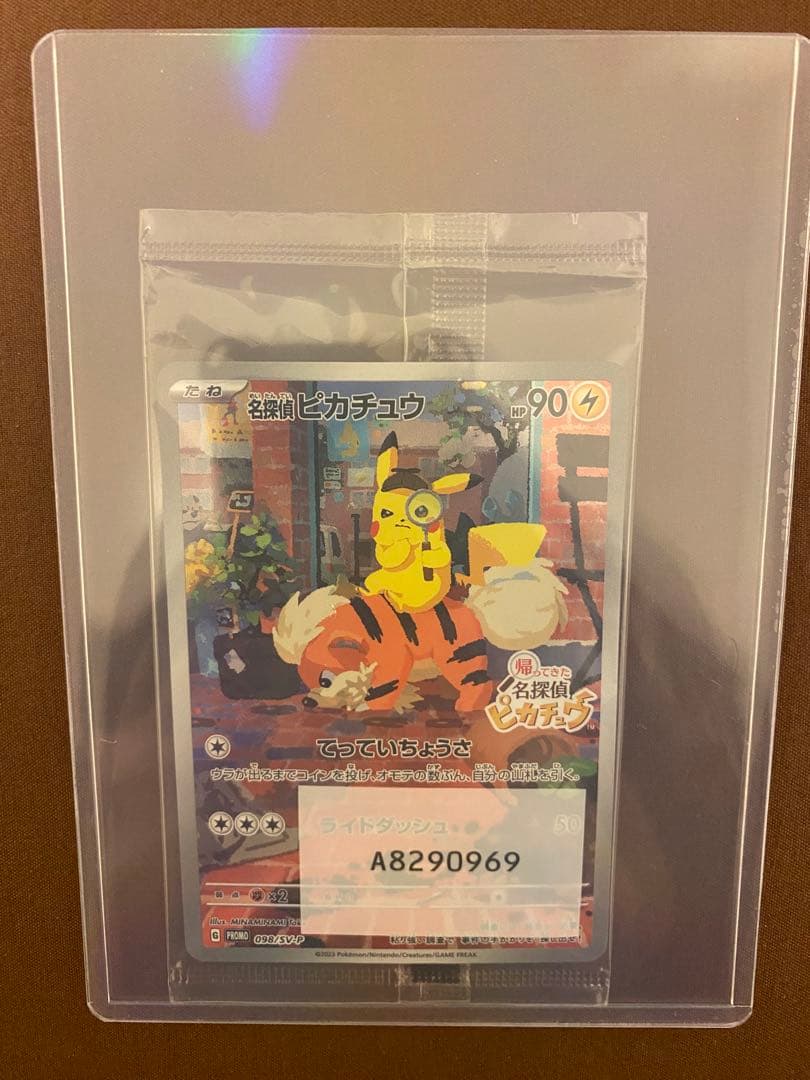 たね
名探偵ピカチュウ
HP90
帰ってきた
名探偵
ピカチュウ
てっていちょうさ
ウラが出るまでコインを投げ、オモテの数ぶん、自分の山札を引く。
ライドダッシュ 50
A8290969
弱点 ×2
Illus. MINAMINAMI
G PROMO 098/SV-P
©2023 Pokémon/Nintendo/Creatures/GAME FREAK